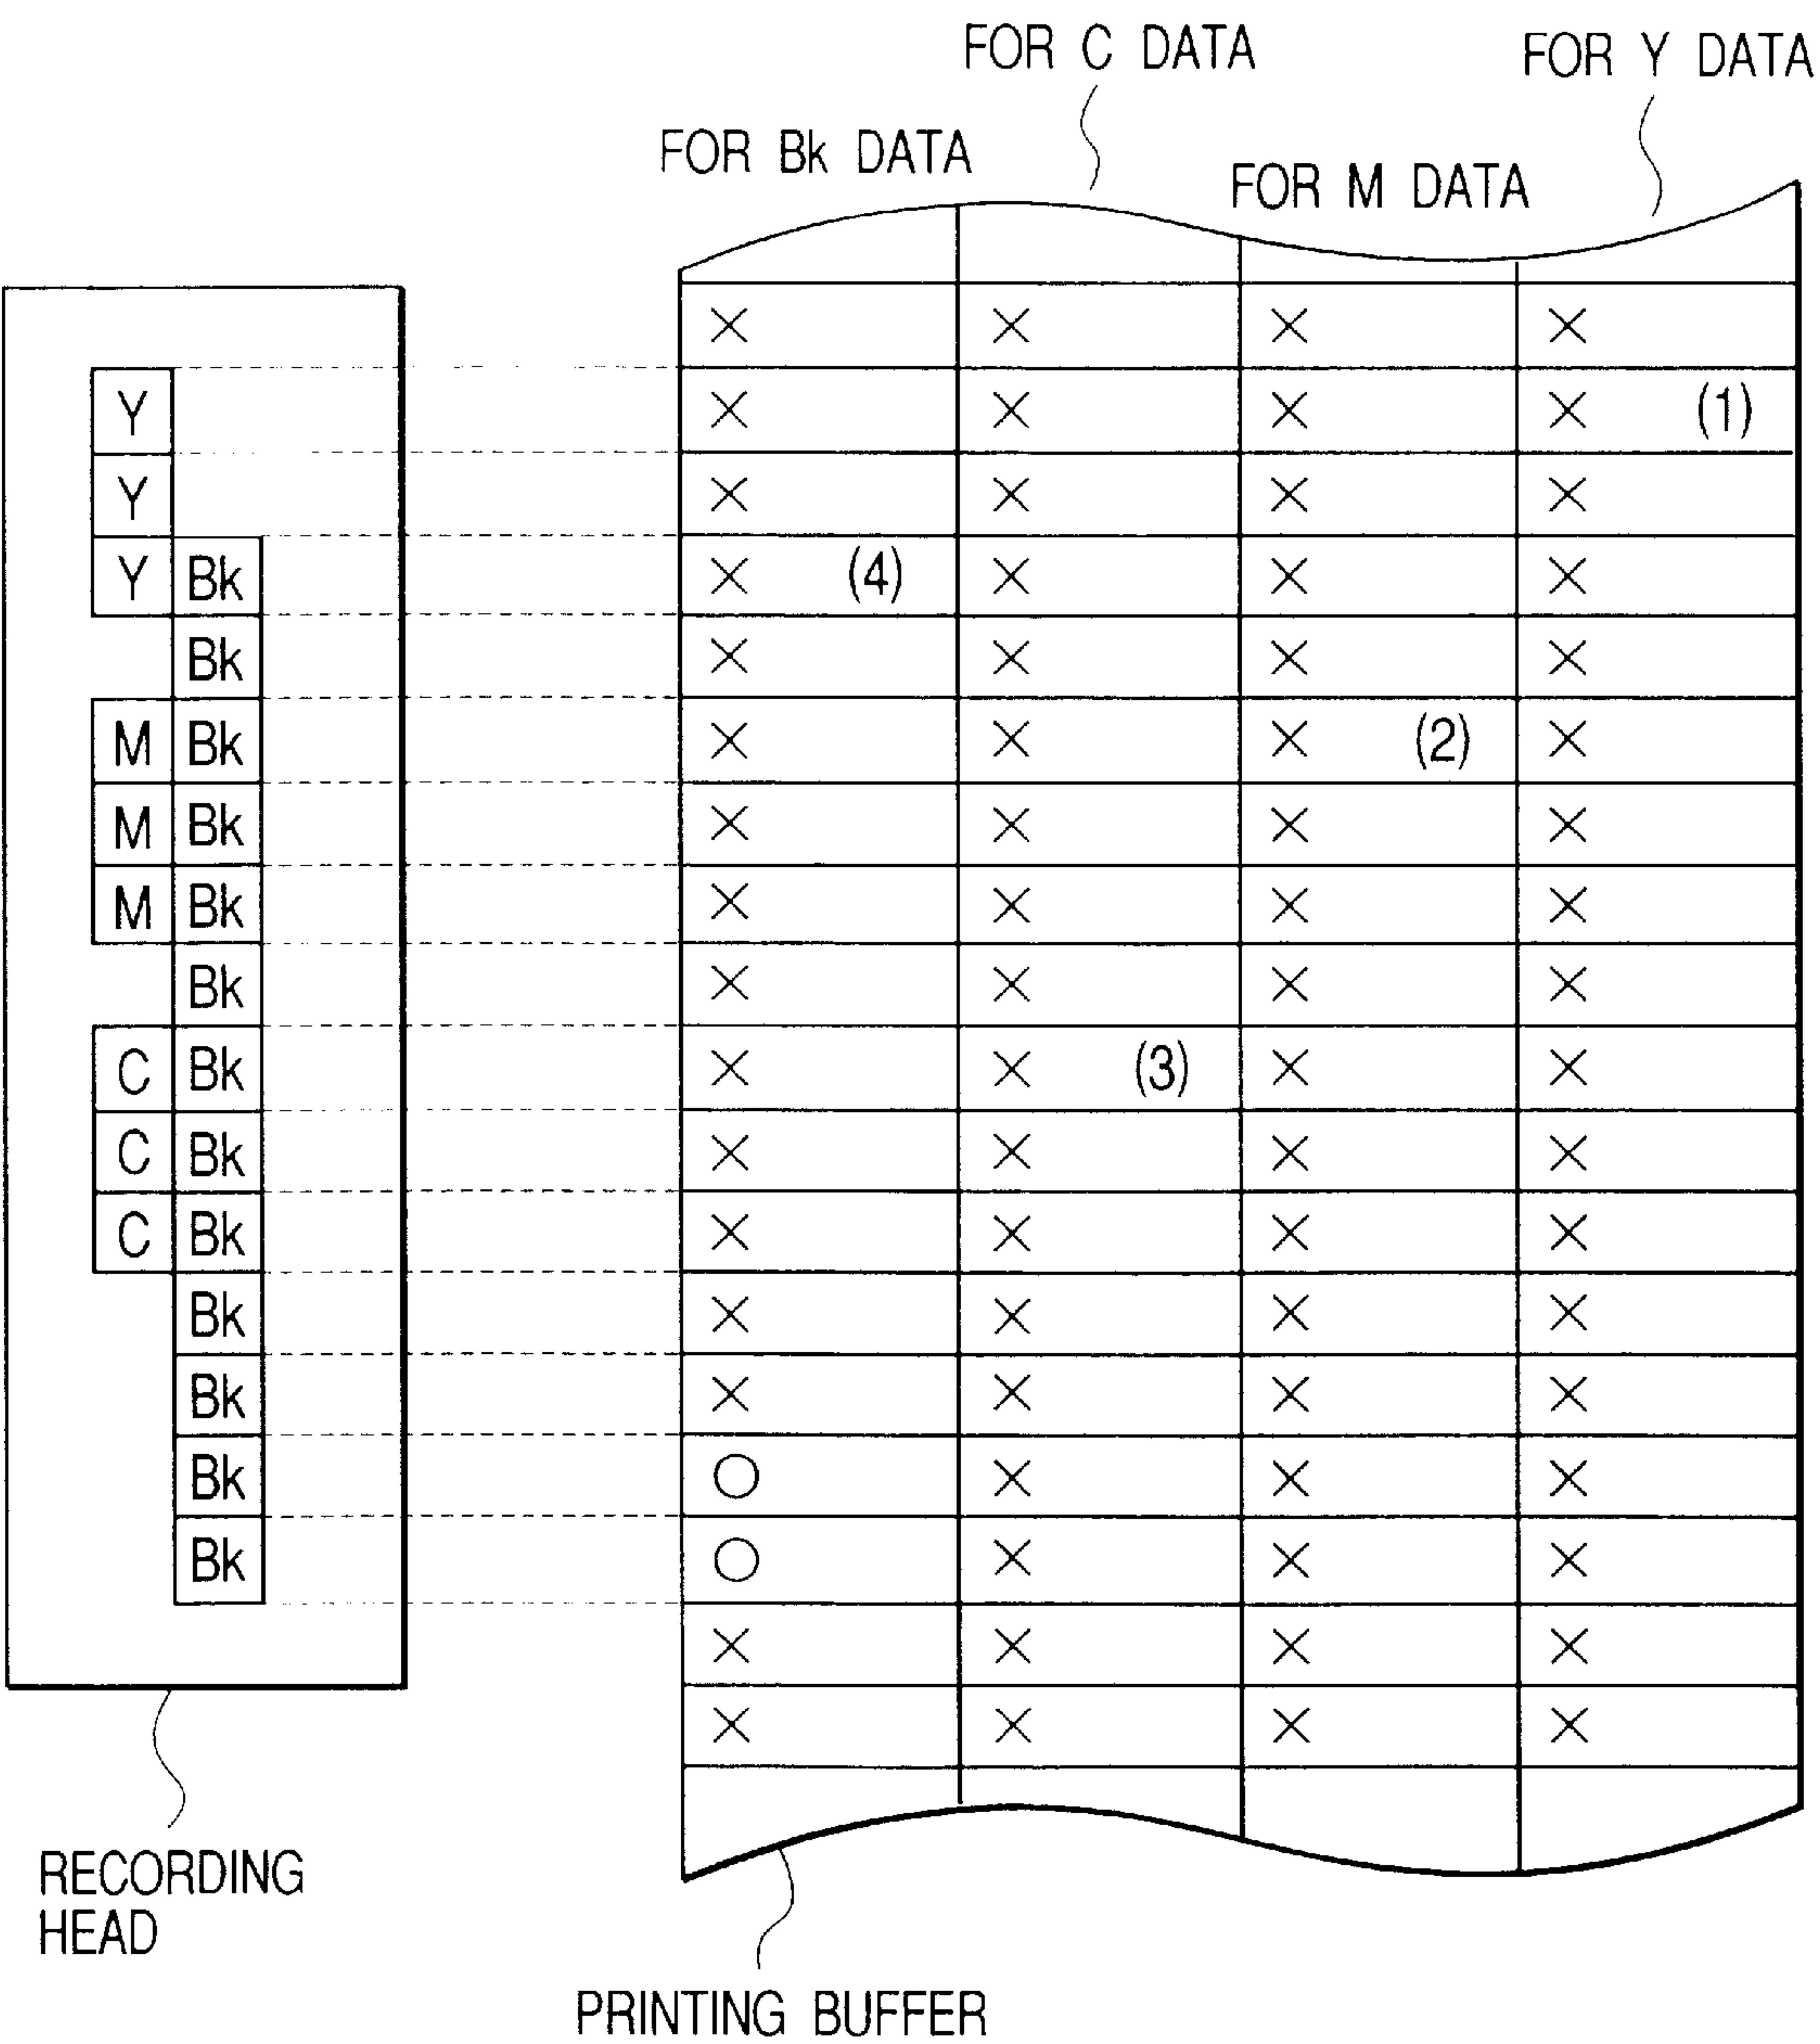 FOR C DATA
FOR Y DATA
FOR Bk DATA
FOR M DATA
× × × ×
Y × × × × (1)
Y × × × ×
Y Bk × (4) × × ×
Bk × × × ×
M Bk × × × (2) ×
M Bk × × × ×
M Bk × × × ×
Bk × × × ×
C Bk × × (3) × ×
C Bk × × × ×
C Bk × × × ×
Bk × × × ×
Bk × × × ×
Bk ○ × × ×
Bk ○ × × ×
× × × ×
× × × ×
RECORDING
HEAD
PRINTING BUFFER